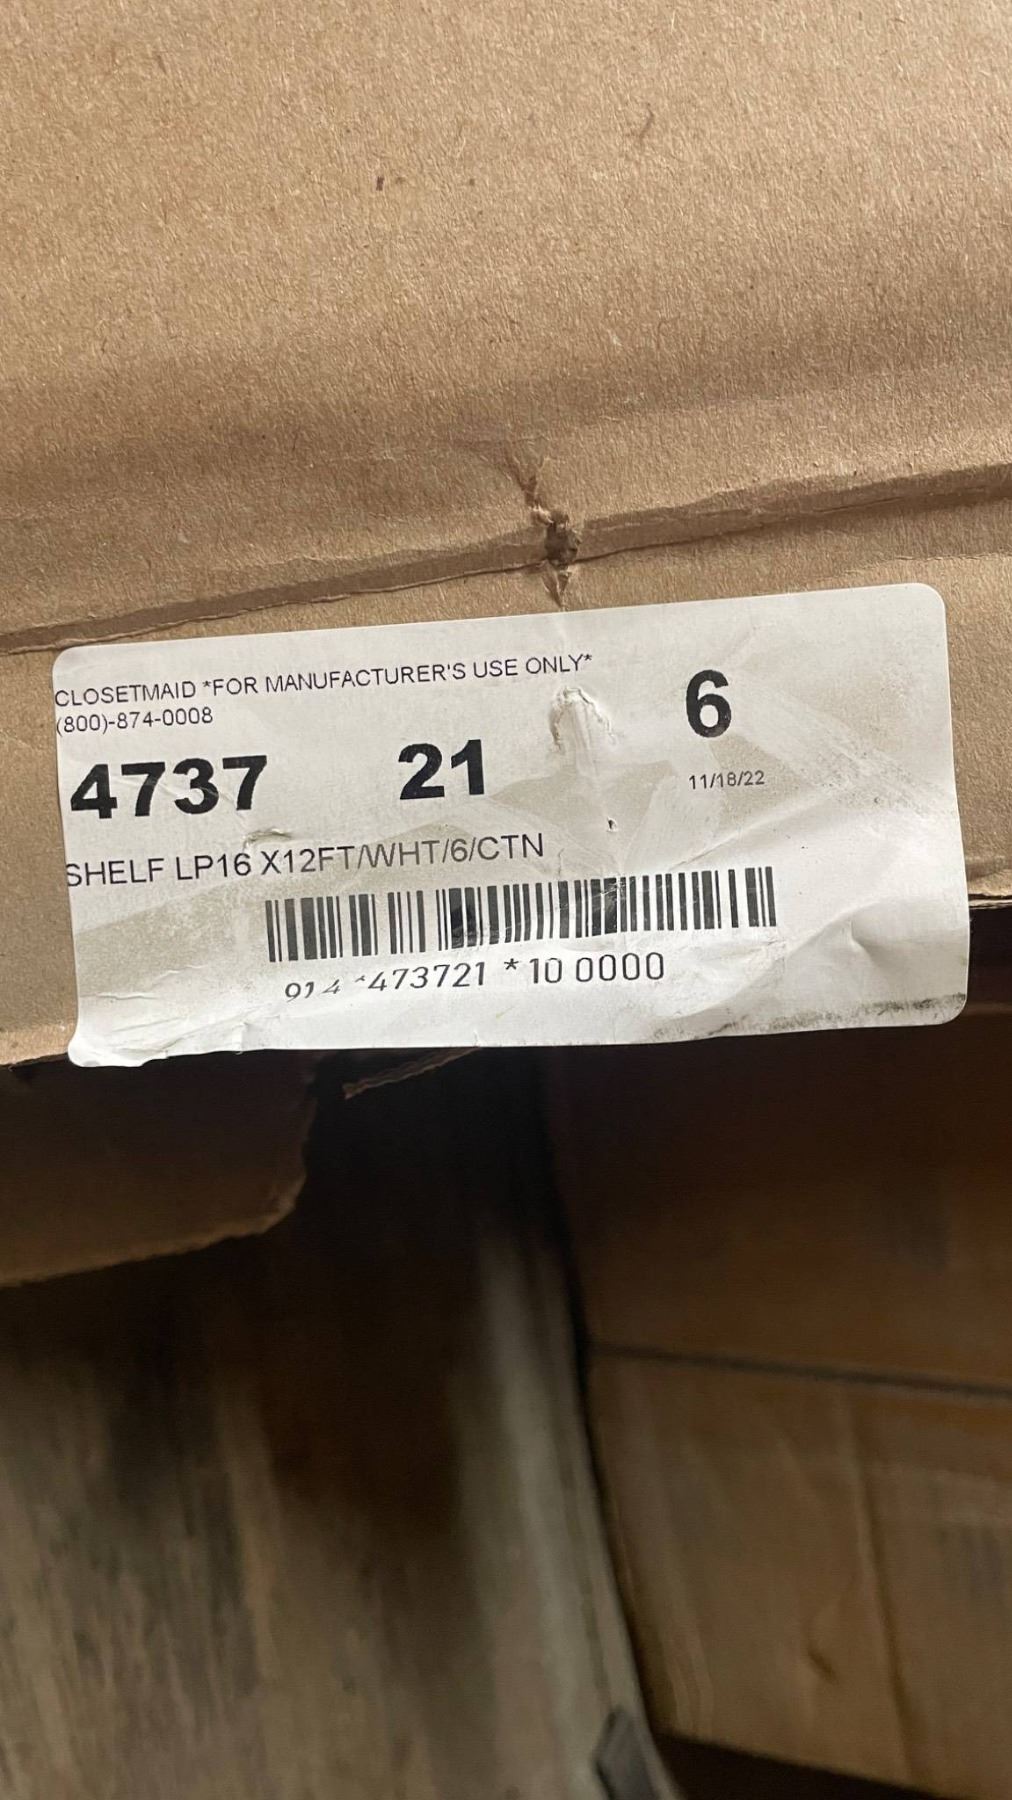 CLOSETMAID *FOR MANUFACTURER'S USE ONLY*
(800)-874-0008
4737 21 6
11/18/22
SHELF LP16 X12FT/WHT/6/CTN
914 *473721 *10 0000